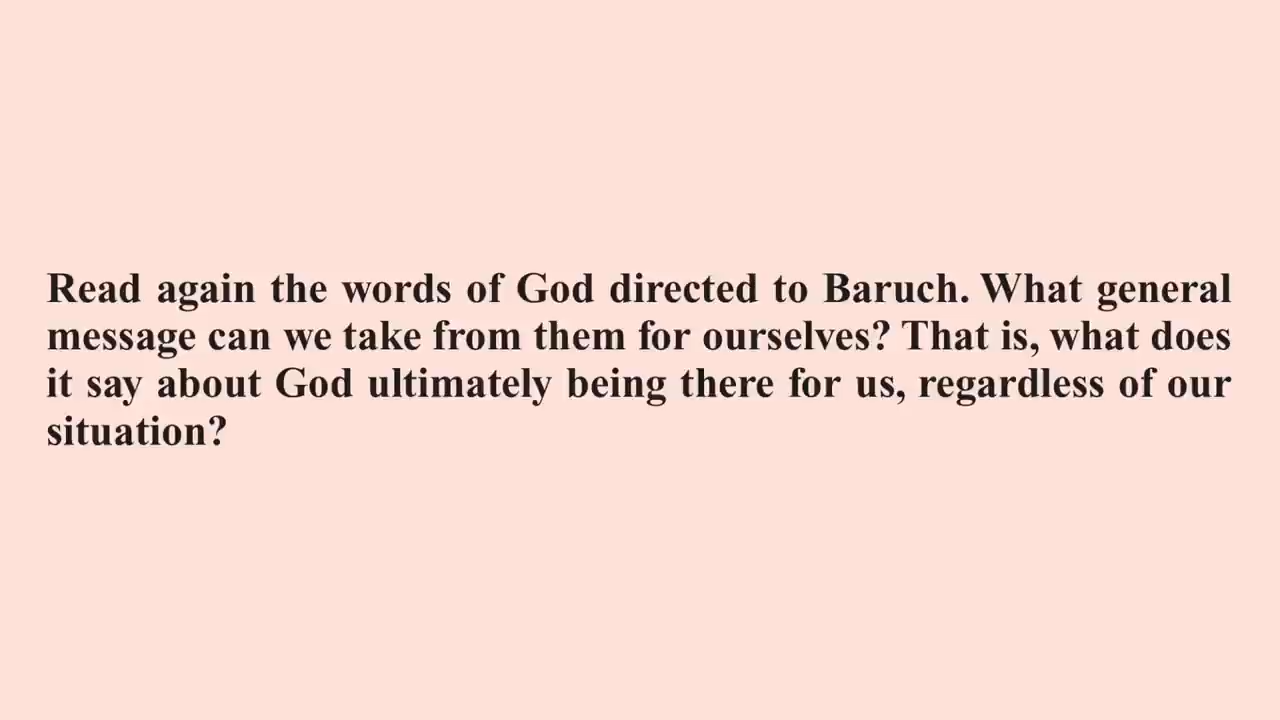 Read again the words of God directed to Baruch. What general
message can we take from them for ourselves? That is, what does
it say about God ultimately being there for us, regardless of our
situation?